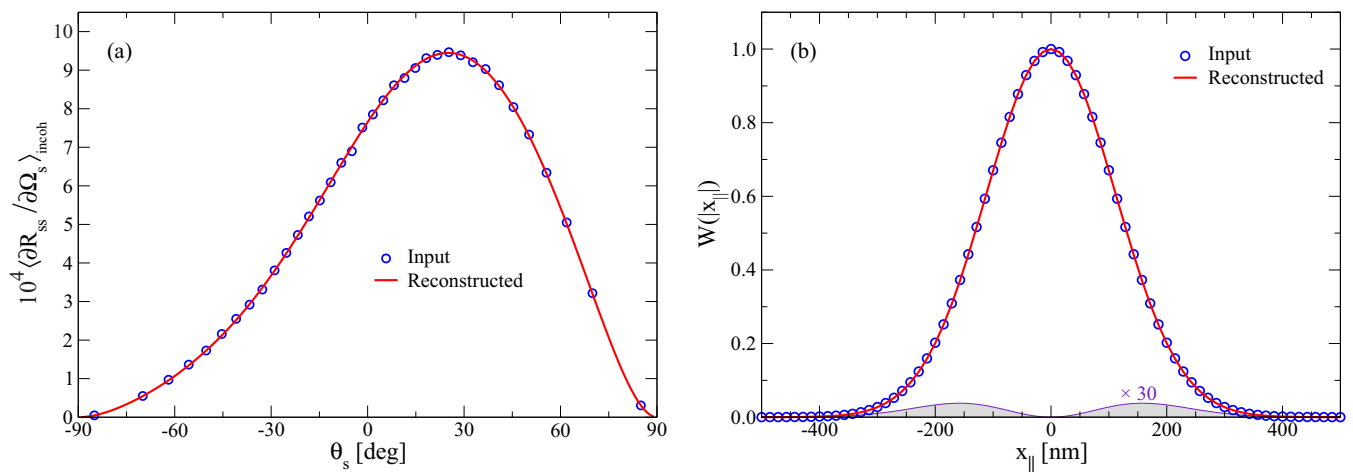 (a)
10⁴ ⟨∂R_ss / ∂Ω_s⟩_incoh
10
9
8
7
6
5
4
3
2
1
0
Input
Reconstructed
-90 -60 -30 0 30 60 90
θ_s [deg]
(b)
W(|x_|||)
1.0
0.8
0.6
0.4
0.2
0.0
Input
Reconstructed
× 30
-400 -200 0 200 400
x_|| [nm]